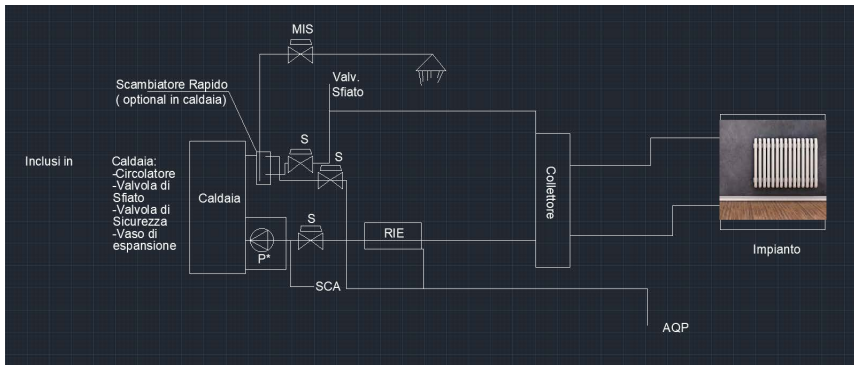 MIS
Scambiatore Rapido
( optional in caldaia)
Valv.
Sfiato
S
S
Inclusi in
Caldaia:
-Circolatore
-Valvola di
Sfiato
-Valvola di
Sicurezza
-Vaso di
espansione
Caldaia
S
P*
RIE
SCA
Collettore
Impianto
AQP